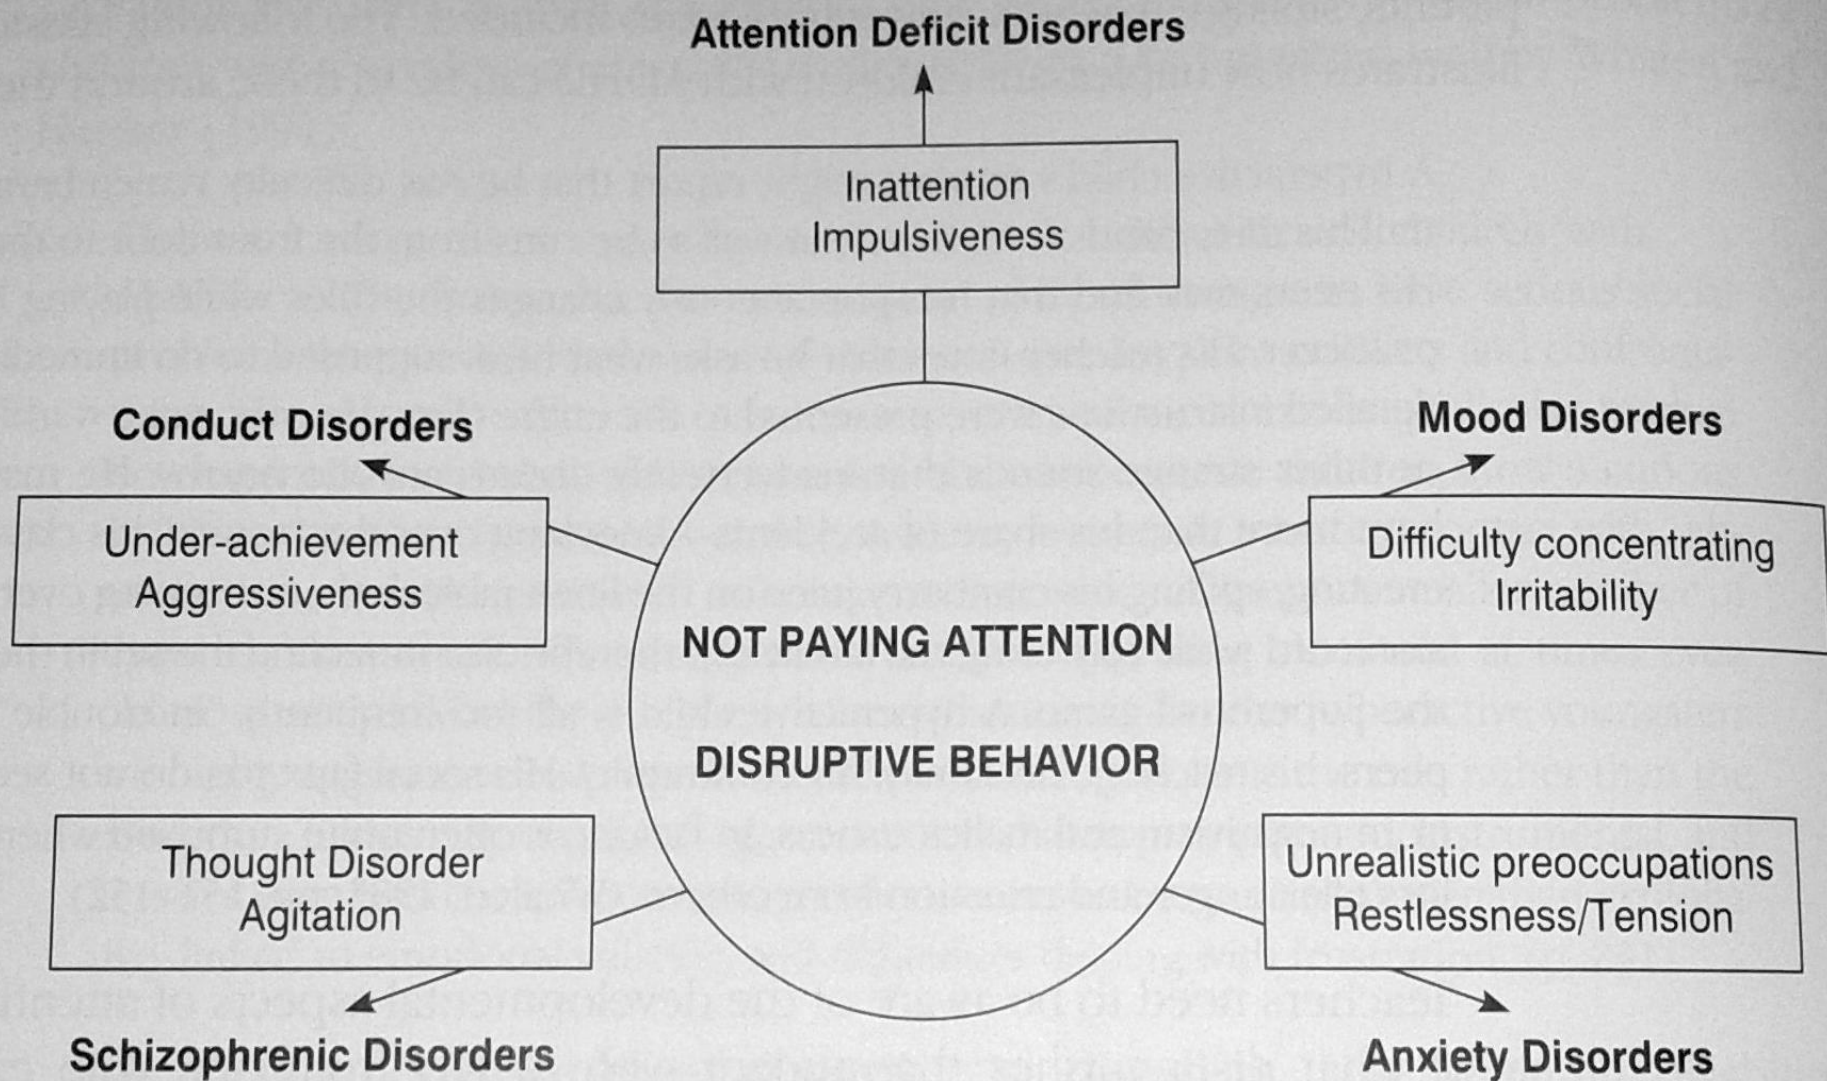 Attention Deficit Disorders
Inattention
Impulsiveness
Conduct Disorders
Mood Disorders
Under-achievement
Aggressiveness
Difficulty concentrating
Irritability
NOT PAYING ATTENTION
DISRUPTIVE BEHAVIOR
Thought Disorder
Agitation
Unrealistic preoccupations
Restlessness/Tension
Schizophrenic Disorders
Anxiety Disorders